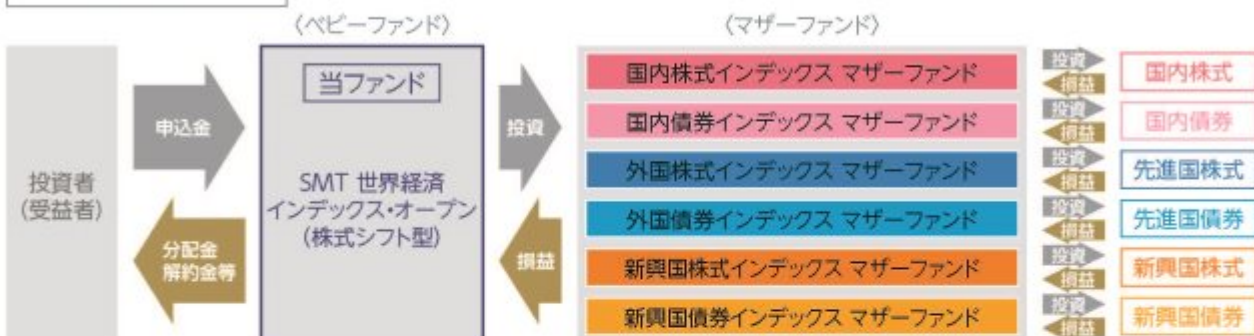 〈ベビーファンド〉
〈マザーファンド〉
投資者
(受益者)
申込金
分配金
解約金等
当ファンド
SMT 世界経済
インデックス・オープン
(株式シフト型)
投資
損益
国内株式インデックス マザーファンド
投資
損益
国内株式
国内債券インデックス マザーファンド
投資
損益
国内債券
外国株式インデックス マザーファンド
投資
損益
先進国株式
外国債券インデックス マザーファンド
投資
損益
先進国債券
新興国株式インデックス マザーファンド
投資
損益
新興国株式
新興国債券インデックス マザーファンド
投資
損益
新興国債券